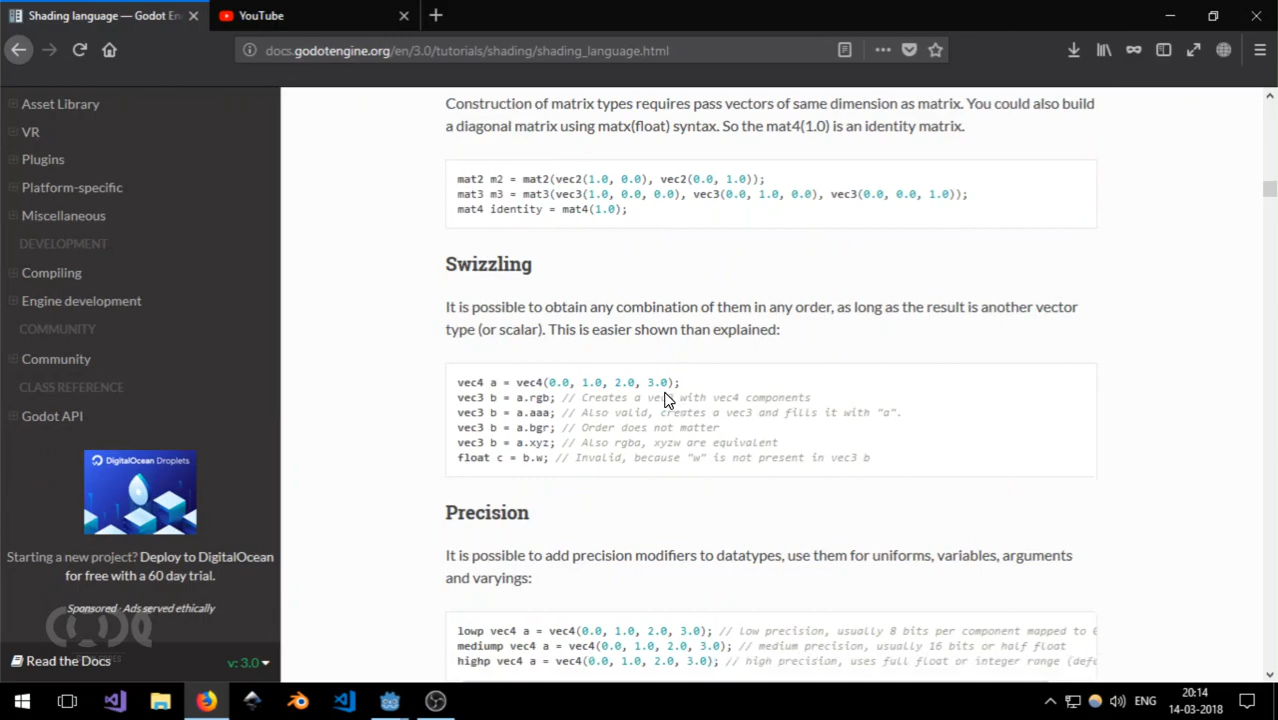 Shading language — Godot En
YouTube
docs.godotengine.org/en/3.0/tutorials/shading/shading_language.html
Asset Library
VR
Plugins
Platform-specific
Miscellaneous
DEVELOPMENT
Compiling
Engine development
COMMUNITY
Community
CLASS REFERENCE
Godot API
DigitalOcean Droplets
Starting a new project? Deploy to DigitalOcean
for free with a 60 day trial.
Sponsored · Ads served ethically
Read the Docs
v: 3.0
Construction of matrix types requires pass vectors of same dimension as matrix. You could also build
a diagonal matrix using matx(float) syntax. So the mat4(1.0) is an identity matrix.
mat2 m2 = mat2(vec2(1.0, 0.0), vec2(0.0, 1.0));
mat3 m3 = mat3(vec3(1.0, 0.0, 0.0), vec3(0.0, 1.0, 0.0), vec3(0.0, 0.0, 1.0));
mat4 identity = mat4(1.0);
Swizzling
It is possible to obtain any combination of them in any order, as long as the result is another vector
type (or scalar). This is easier shown than explained:
vec4 a = vec4(0.0, 1.0, 2.0, 3.0);
vec3 b = a.rgb; // Creates a vec3 with vec4 components
vec3 b = a.aaa; // Also valid, creates a vec3 and fills it with "a".
vec3 b = a.bgr; // Order does not matter
vec3 b = a.xyz; // Also rgba, xyzw are equivalent
float c = b.w; // Invalid, because "w" is not present in vec3 b
Precision
It is possible to add precision modifiers to datatypes, use them for uniforms, variables, arguments
and varyings:
lowp vec4 a = vec4(0.0, 1.0, 2.0, 3.0); // low precision, usually 8 bits per component mapped to
mediump vec4 a = vec4(0.0, 1.0, 2.0, 3.0); // medium precision, usually 16 bits or half float
highp vec4 a = vec4(0.0, 1.0, 2.0, 3.0); // high precision, uses full float or integer range (defa
ENG
20:14
14-03-2018